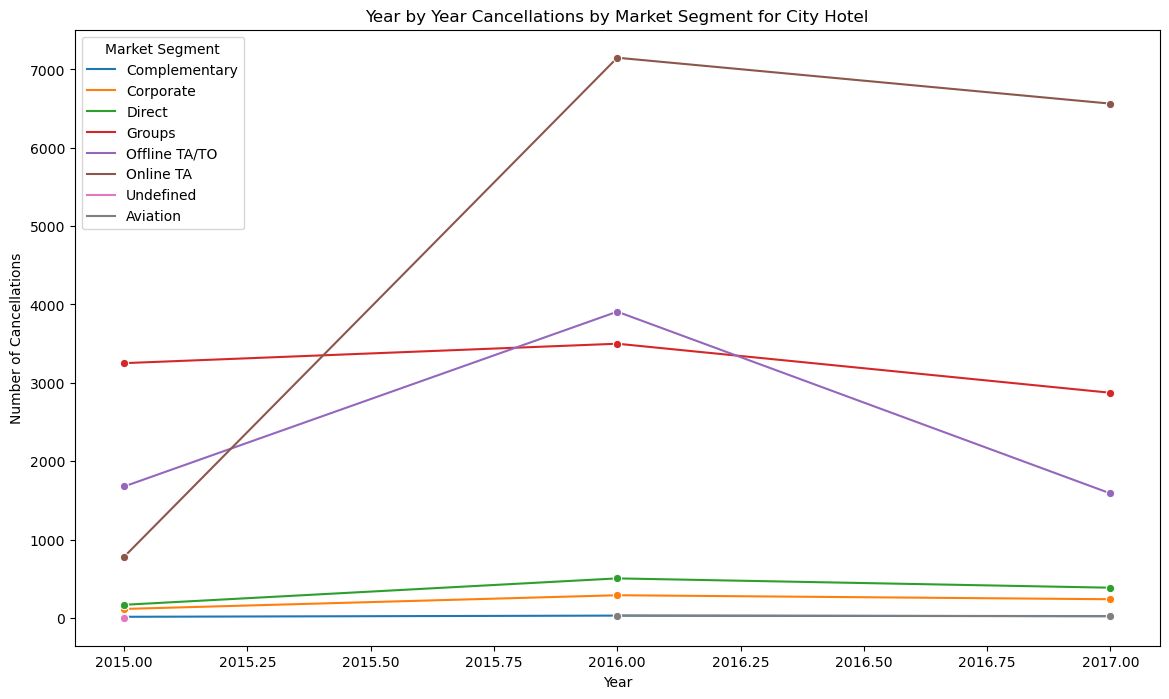 Year by Year Cancellations by Market Segment for City Hotel
Market Segment
Complementary
Corporate
Direct
Groups
Offline TA/TO
Online TA
Undefined
Aviation
Number of Cancellations
7000
6000
5000
4000
3000
2000
1000
0
2015.00 2015.25 2015.50 2015.75 2016.00 2016.25 2016.50 2016.75 2017.00
Year